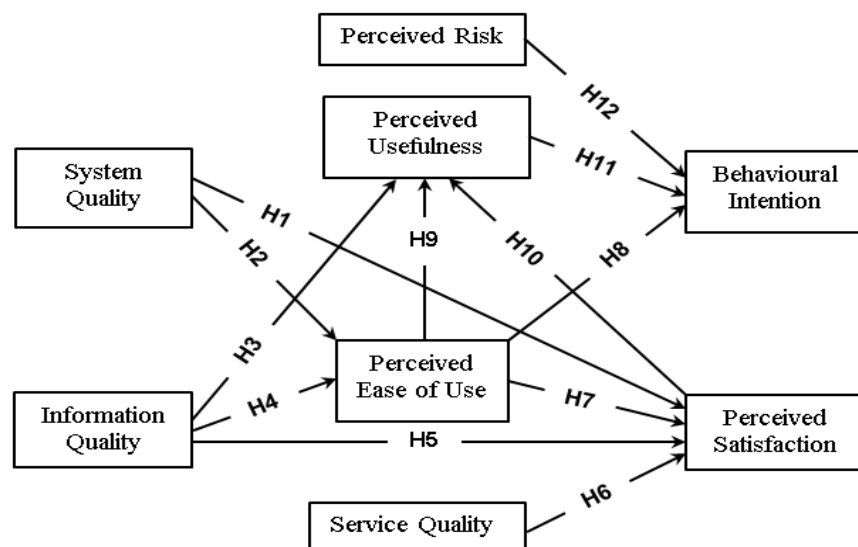 Perceived Risk
H12
Perceived
Usefulness
H11
System
Quality
Behavioural
Intention
H1
H2
H9
H10
H8
H3
Perceived
Ease of Use
H4
H7
Information
Quality
H5
Perceived
Satisfaction
H6
Service Quality